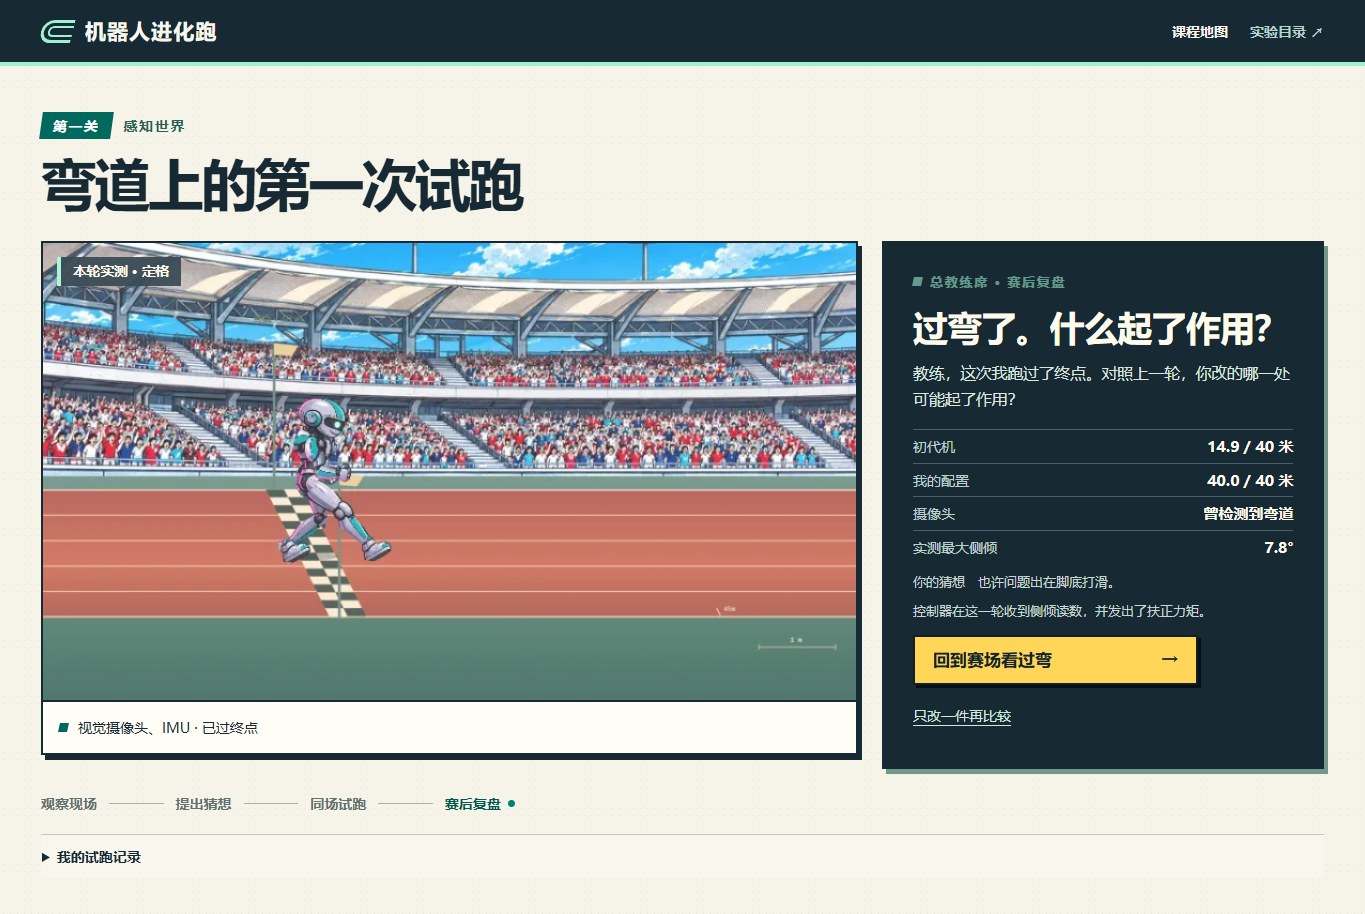 机器人进化跑
课程地图
实验目录 ↗
第一关
感知世界
弯道上的第一次试跑
本轮实测 • 定格
45m
1 m
视觉摄像头、IMU · 已过终点
总教练席 • 赛后复盘
过弯了。什么起了作用？
教练，这次我跑过了终点。对照上一轮，你改的哪一处
可能起了作用？
初代机 14.9 / 40 米
我的配置 40.0 / 40 米
摄像头 曾检测到弯道
实测最大侧倾 7.8°
你的猜想 也许问题出在脚底打滑。
控制器在这一轮收到侧倾读数，并发出了扶正力矩。
回到赛场看过弯 →
只改一件再比较
观察现场
提出猜想
同场试跑
赛后复盘
我的试跑记录